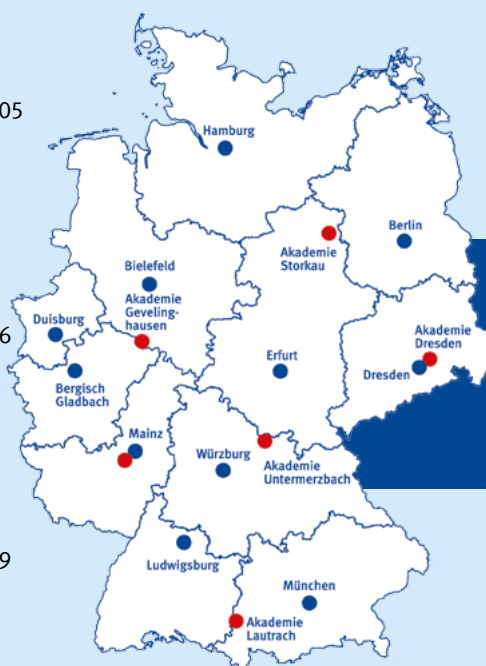 05
Hamburg
Berlin
Akademie
Storkau
Bielefeld
Akademie
Geveling-
hausen
Duisburg
6
Akademie
Dresden
Erfurt
Dresden
Bergisch
Gladbach
Mainz
Würzburg
Akademie
Untermerzbach
9
Ludwigsburg
München
Akademie
Lautrach